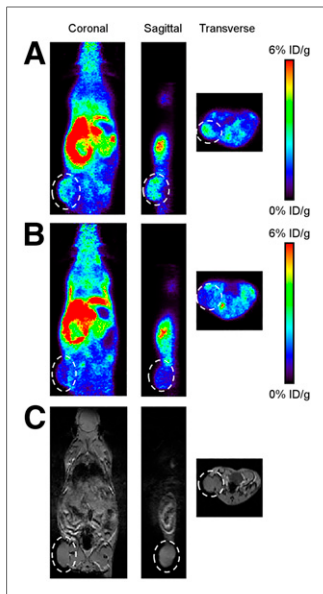 Coronal Sagittal Transverse
A
6% ID/g
0% ID/g
B
6% ID/g
0% ID/g
C